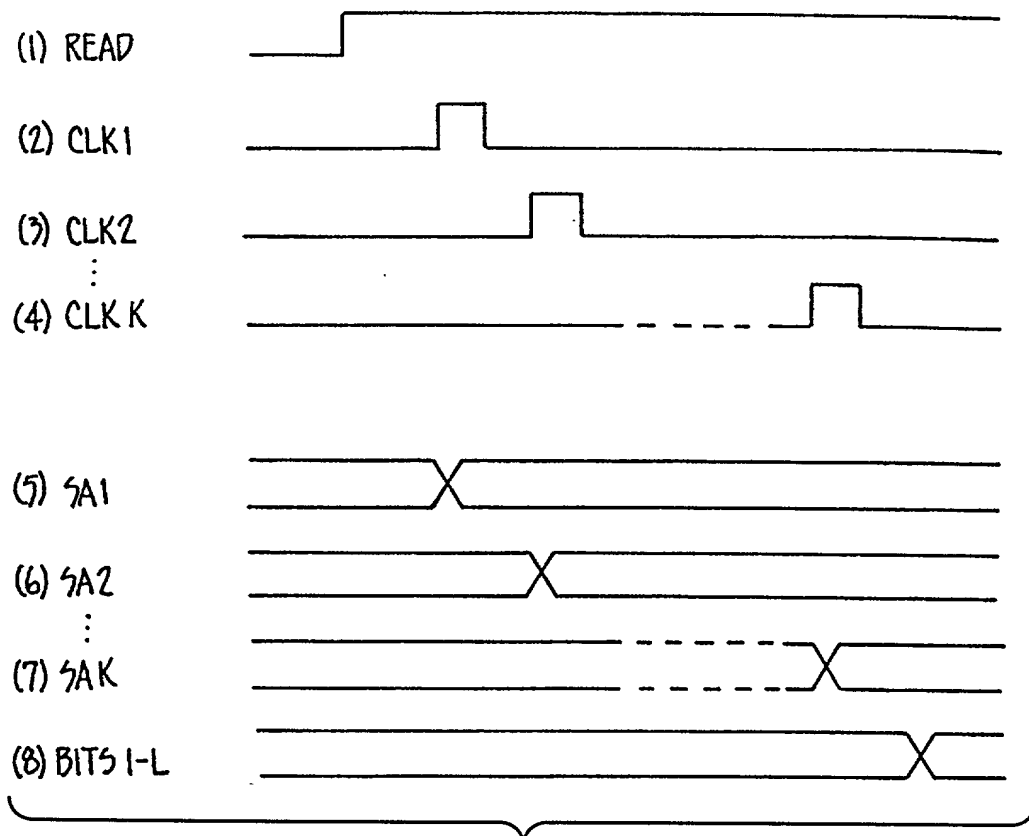 (1) READ
(2) CLK1
(3) CLK2
⋮
(4) CLK K
(5) SA1
(6) SA2
⋮
(7) SAK
(8) BITS 1-L